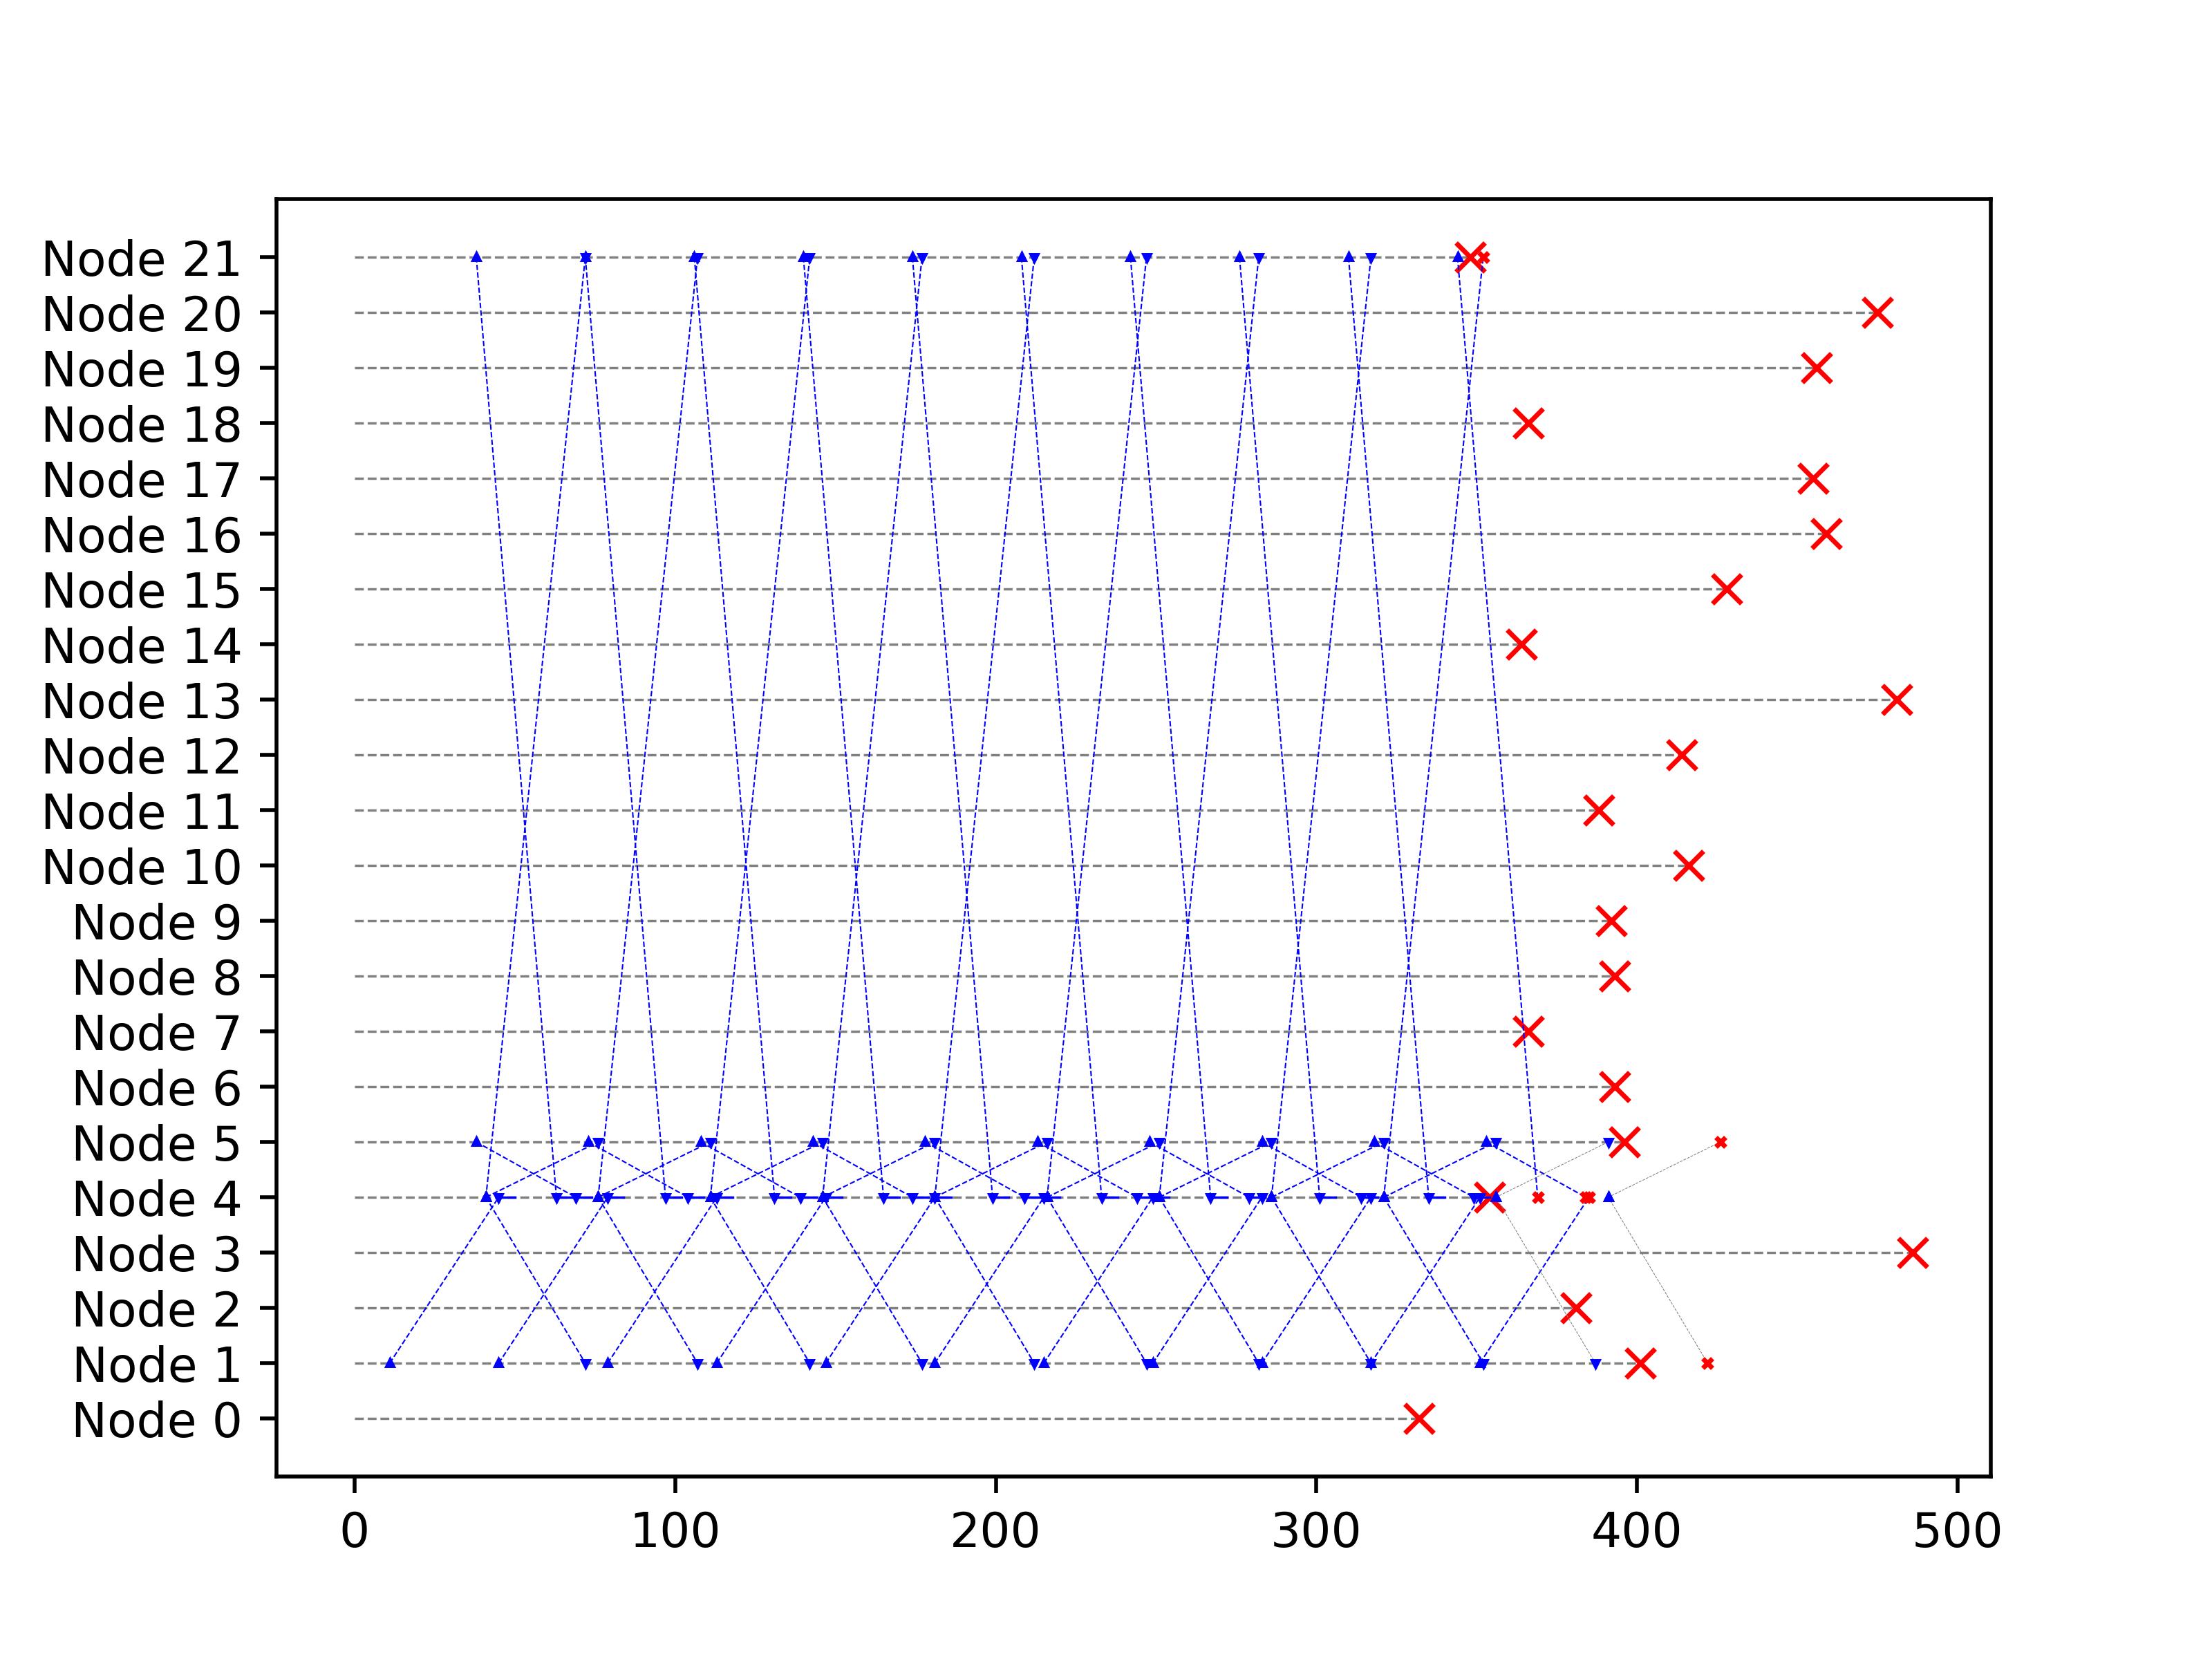 Node 21
Node 20
Node 19
Node 18
Node 17
Node 16
Node 15
Node 14
Node 13
Node 12
Node 11
Node 10
Node 9
Node 8
Node 7
Node 6
Node 5
Node 4
Node 3
Node 2
Node 1
Node 0
0 100 200 300 400 500